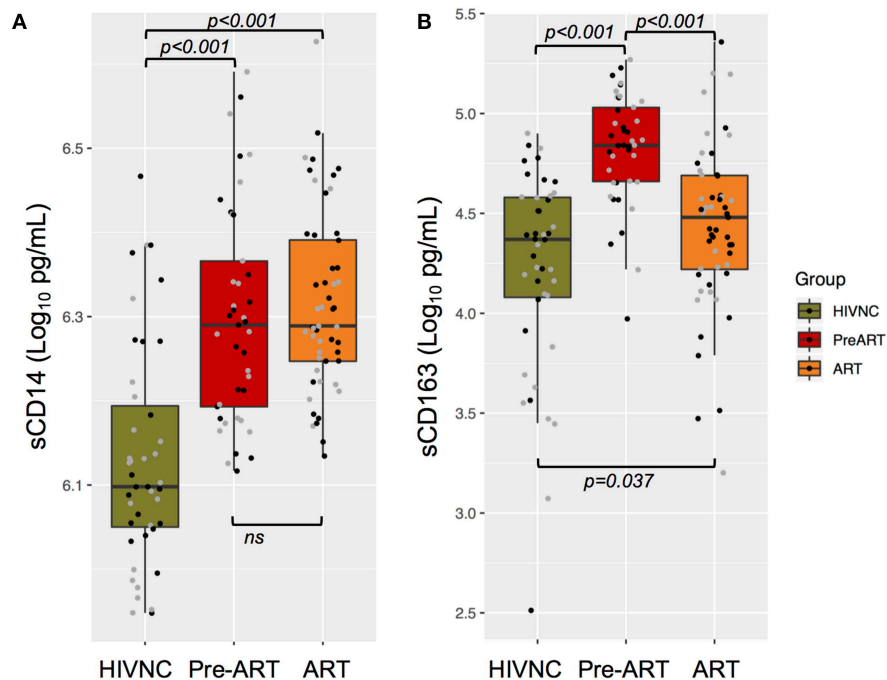 A
p<0.001
p<0.001
6.5
6.3
6.1
sCD14 (Log10 pg/mL)
ns
HIVNC Pre-ART ART
B
5.5
p<0.001 p<0.001
5.0
4.5
4.0
3.5
3.0
2.5
sCD163 (Log10 pg/mL)
p=0.037
HIVNC Pre-ART ART
Group
HIVNC
PreART
ART